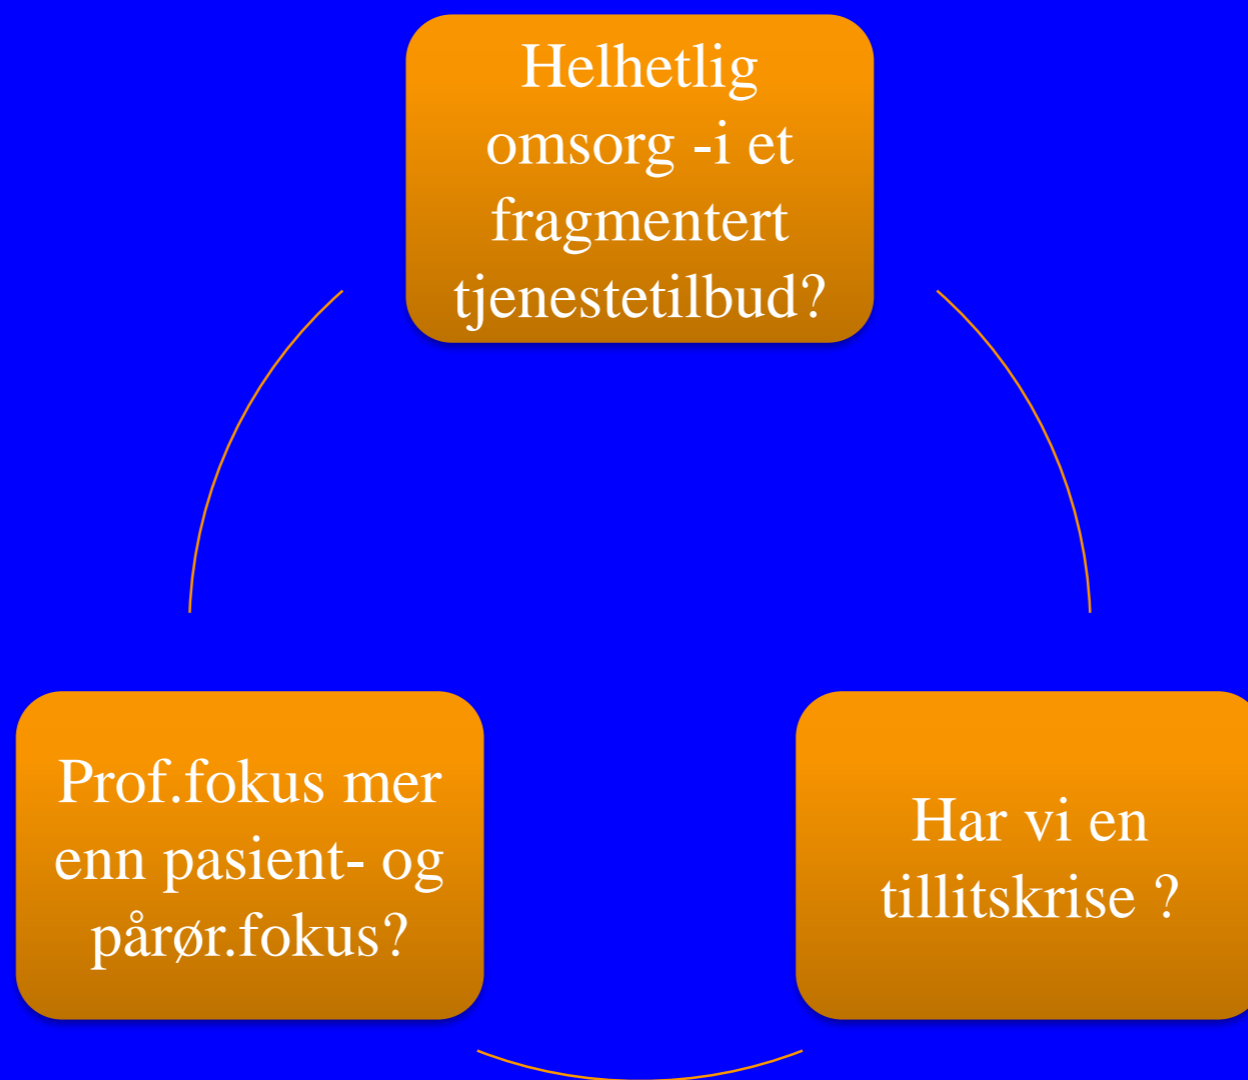 Helhetlig
omsorg -i et
fragmentert
tjenestetilbud?
Prof.fokus mer
enn pasient- og
pårør.fokus?
Har vi en
tillitskrise ?